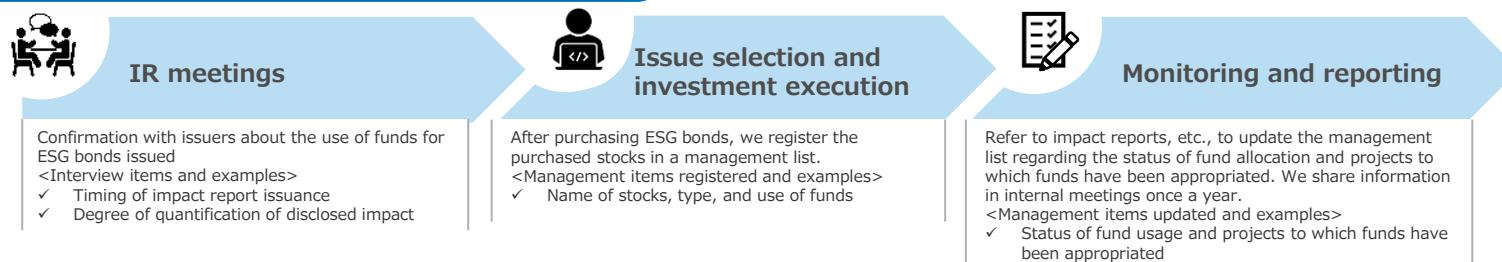 IR meetings
Confirmation with issuers about the use of funds for
ESG bonds issued
<Interview items and examples>
✓ Timing of impact report issuance
✓ Degree of quantification of disclosed impact
Issue selection and
investment execution
After purchasing ESG bonds, we register the
purchased stocks in a management list.
<Management items registered and examples>
✓ Name of stocks, type, and use of funds
Monitoring and reporting
Refer to impact reports, etc., to update the management
list regarding the status of fund allocation and projects to
which funds have been appropriated. We share information
in internal meetings once a year.
<Management items updated and examples>
✓ Status of fund usage and projects to which funds have
been appropriated